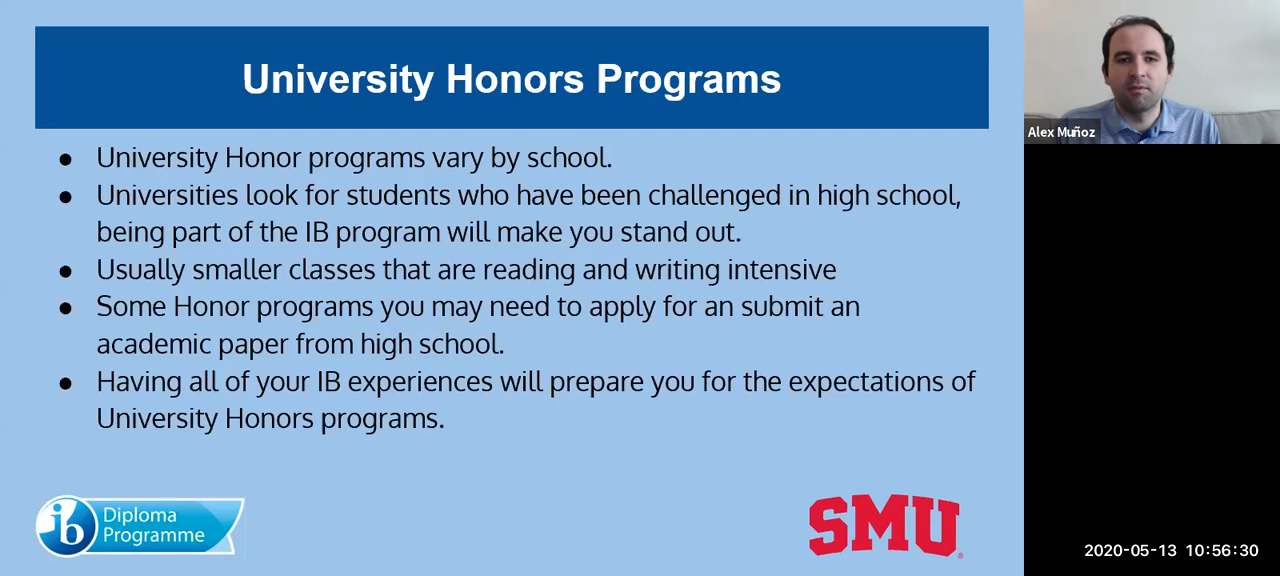 University Honors Programs
● University Honor programs vary by school.
● Universities look for students who have been challenged in high school,
being part of the IB program will make you stand out.
● Usually smaller classes that are reading and writing intensive
● Some Honor programs you may need to apply for an submit an
academic paper from high school.
● Having all of your IB experiences will prepare you for the expectations of
University Honors programs.
ib Diploma
Programme
SMU®
Alex Muñoz
2020-05-13 10:56:30